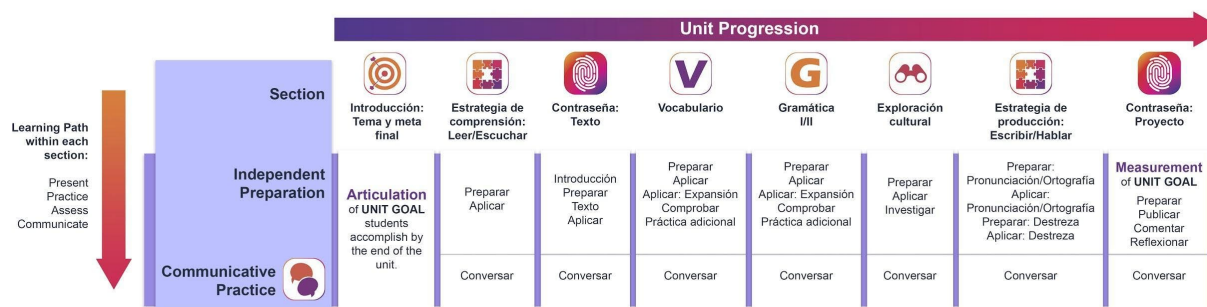 Unit Progression
Learning Path
within each
section:
Present
Practice
Assess
Communicate
Section
Introducción:
Tema y meta
final
Estrategia de
comprensión:
Leer/Escuchar
Contraseña:
Texto
V
Vocabulario
G
Gramática
I/II
Exploración
cultural
Estrategia de
producción:
Escribir/Hablar
Contraseña:
Proyecto
Independent
Preparation
Articulation
of UNIT GOAL
students
accomplish by
the end of the
unit.
Preparar
Aplicar
Introducción
Preparar
Texto
Aplicar
Preparar
Aplicar
Aplicar: Expansión
Comprobar
Práctica adicional
Preparar
Aplicar
Aplicar: Expansión
Comprobar
Práctica adicional
Preparar
Aplicar
Investigar
Preparar:
Pronunciación/Ortografía
Aplicar:
Pronunciación/Ortografía
Preparar: Destreza
Aplicar: Destreza
Measurement
of UNIT GOAL
Preparar
Publicar
Comentar
Reflexionar
Communicative
Practice
Conversar
Conversar
Conversar
Conversar
Conversar
Conversar
Conversar